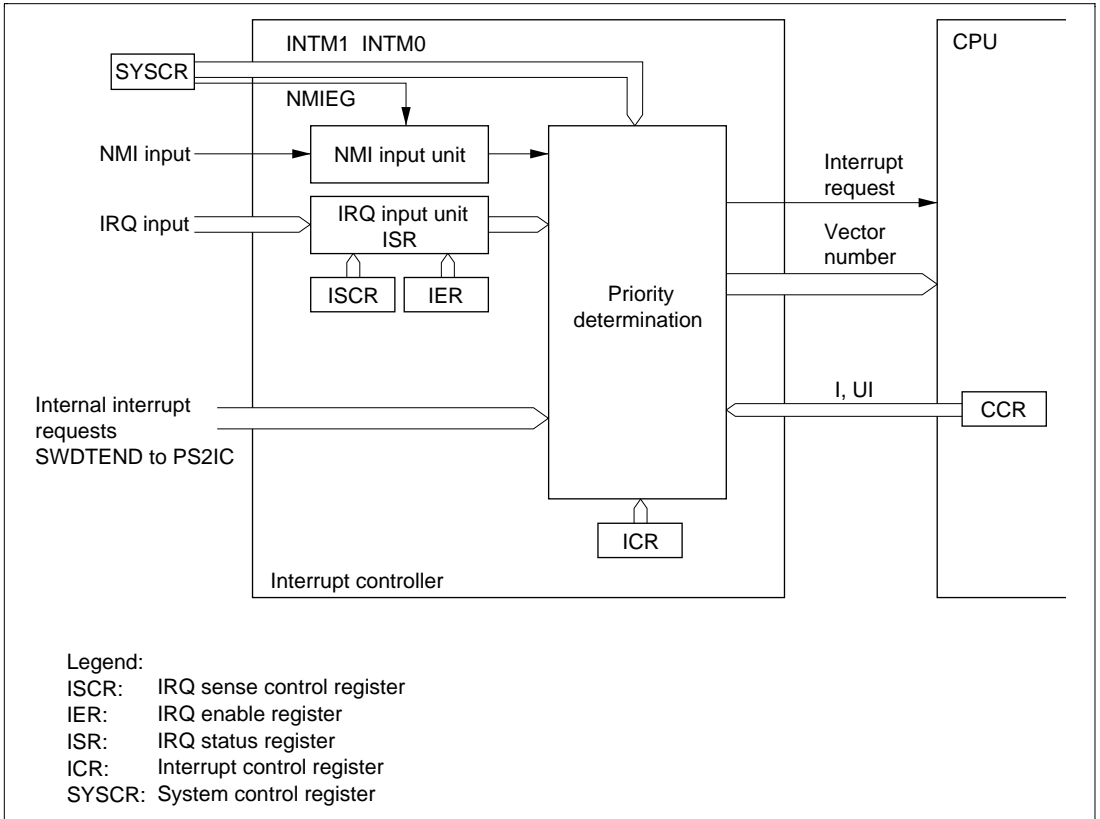 INTM1 INTM0
CPU
SYSCR
NMIEG
NMI input
NMI input unit
Interrupt
request
IRQ input
IRQ input unit
ISR
Vector
number
ISCR
IER
Priority
determination
Internal interrupt
requests
SWDTEND to PS2IC
I, UI
CCR
ICR
Interrupt controller
Legend:
ISCR: IRQ sense control register
IER: IRQ enable register
ISR: IRQ status register
ICR: Interrupt control register
SYSCR: System control register